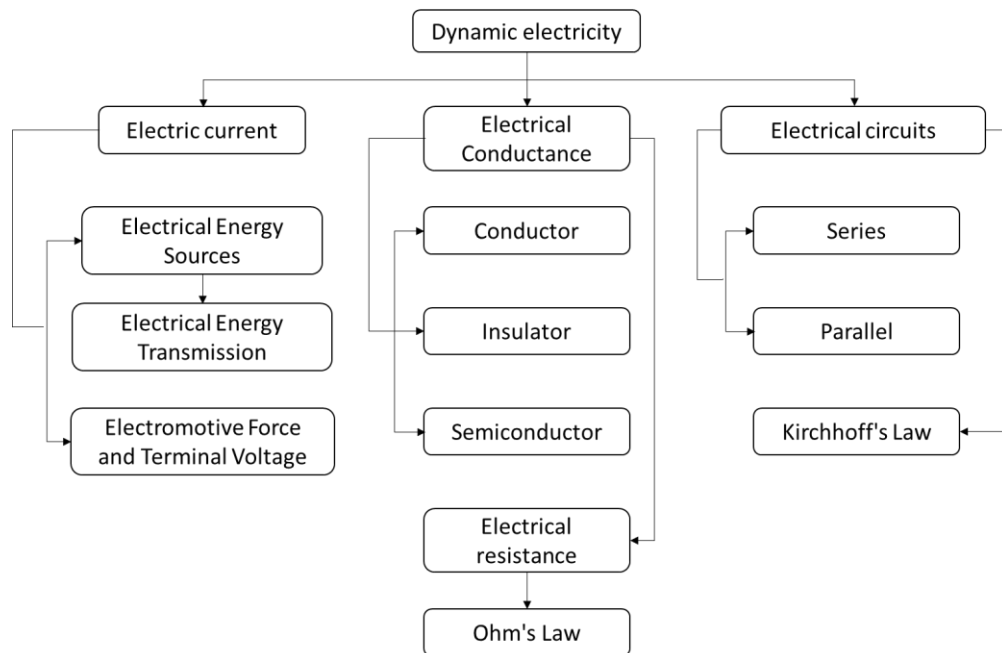 Dynamic electricity
Electric current
Electrical
Conductance
Electrical circuits
Electrical Energy
Sources
Conductor
Series
Electrical Energy
Transmission
Insulator
Parallel
Electromotive Force
and Terminal Voltage
Semiconductor
Kirchhoff's Law
Electrical
resistance
Ohm's Law